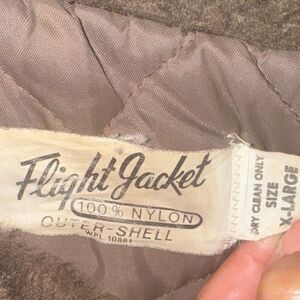 Flight Jacket
100% NYLON
OUTER-SHELL
WPL 10881
DRY CLEAN ONLY
SIZE
X-LARGE